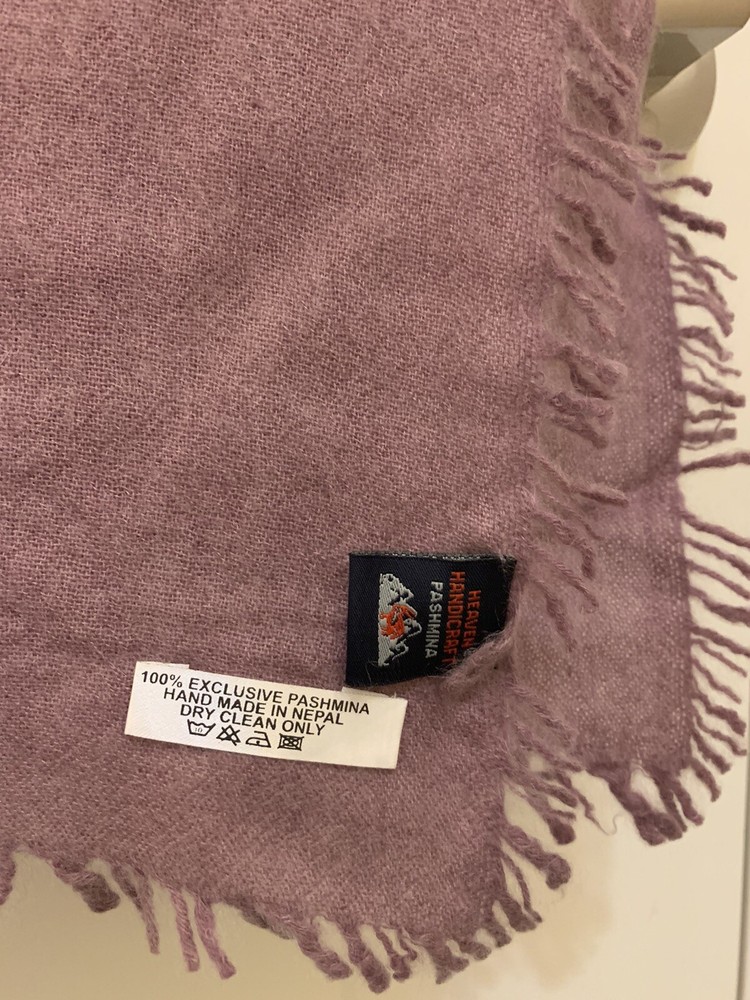 HEAVEN
HANDICRAFT
PASHMINA
100% EXCLUSIVE PASHMINA
HAND MADE IN NEPAL
DRY CLEAN ONLY